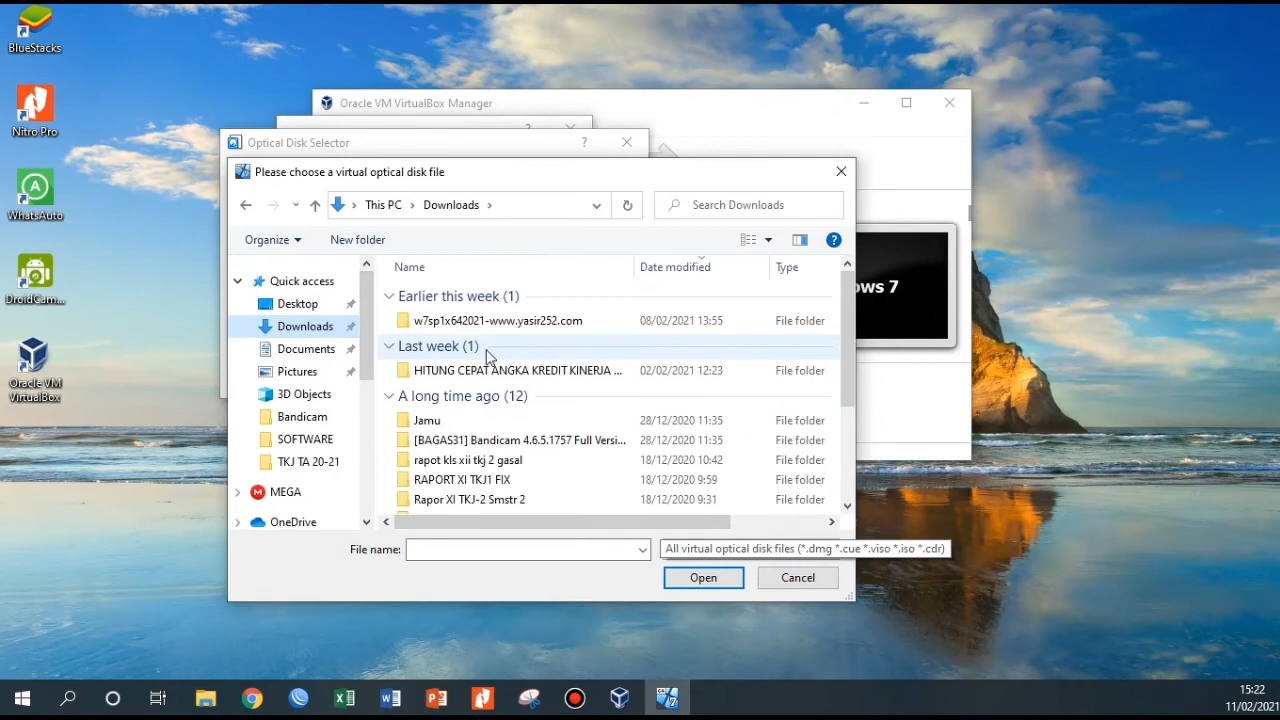 BlueStacks
Nitro Pro
WhatsAuto
DroidCam...
Oracle VM
VirtualBox
Oracle VM VirtualBox Manager
?
Optical Disk Selector
?
Please choose a virtual optical disk file
This PC
Downloads
Search Downloads
Organize
New folder
?
Name
Date modified
Type
Quick access
Desktop
Downloads
Documents
Pictures
3D Objects
Bandicam
SOFTWARE
TKJ TA 20-21
MEGA
OneDrive
Earlier this week (1)
w7sp1x642021-www.yasir252.com 08/02/2021 13:55 File folder
Last week (1)
HITUNG CEPAT ANGKA KREDIT KINERJA ... 02/02/2021 12:23 File folder
A long time ago (12)
Jamu 28/12/2020 11:35 File folder
[BAGAS31] Bandicam 4.6.5.1757 Full Versi... 28/12/2020 11:35 File folder
rapot kls xii tkj 2 gasal 18/12/2020 10:42 File folder
RAPORT XI TKJ1 FIX 18/12/2020 9:59 File folder
Rapor XI TKJ-2 Smstr 2 18/12/2020 9:31 File folder
File name:
All virtual optical disk files (*.dmg *.cue *.viso *.iso *.cdr)
Open
Cancel
ows 7
15:22
11/02/2021